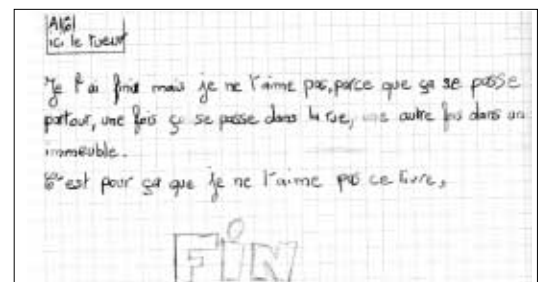 Allô!
ici le tueur
Je l'ai finit mais je ne l'aime pas, parce que ça se passe
partout, une fois ça se passe dans la rue, une autre fois dans un
immeuble.
C'est pour ça que je ne l'aime pas ce livre.
FIN